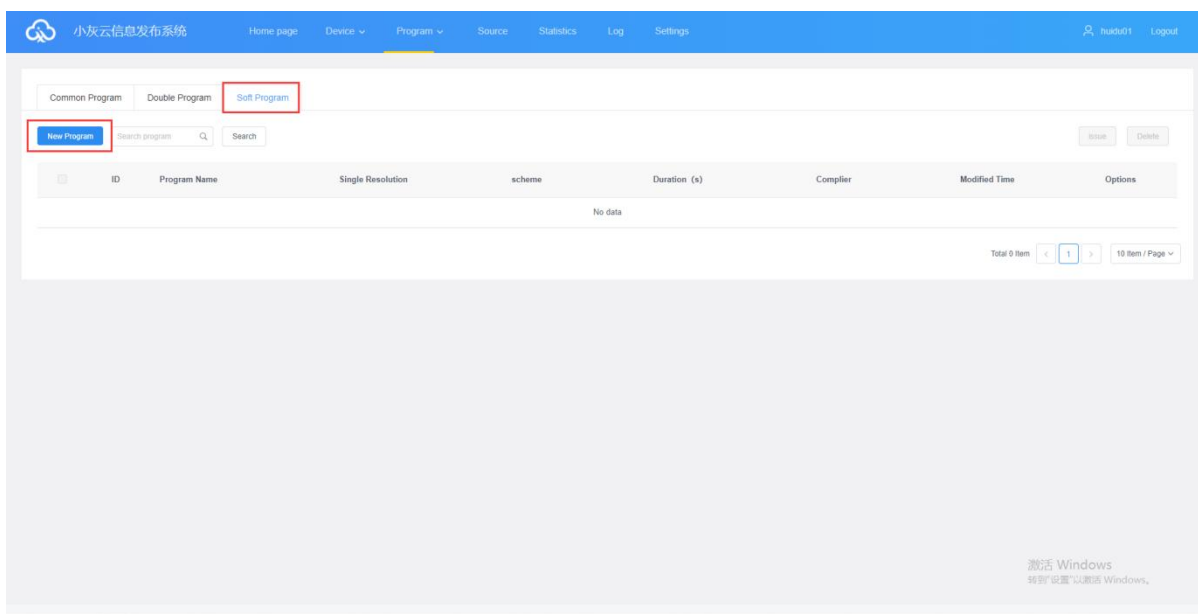 小灰云信息发布系统 Home page Device Program Source Statistics Log Settings huidu01 Logout
Common Program Double Program Soft Program
New Program Search program Search Issue Delete
ID Program Name Single Resolution scheme Duration (s) Complier Modified Time Options
No data
Total 0 Item 1 10 Item / Page
激活 Windows
转到"设置"以激活 Windows。